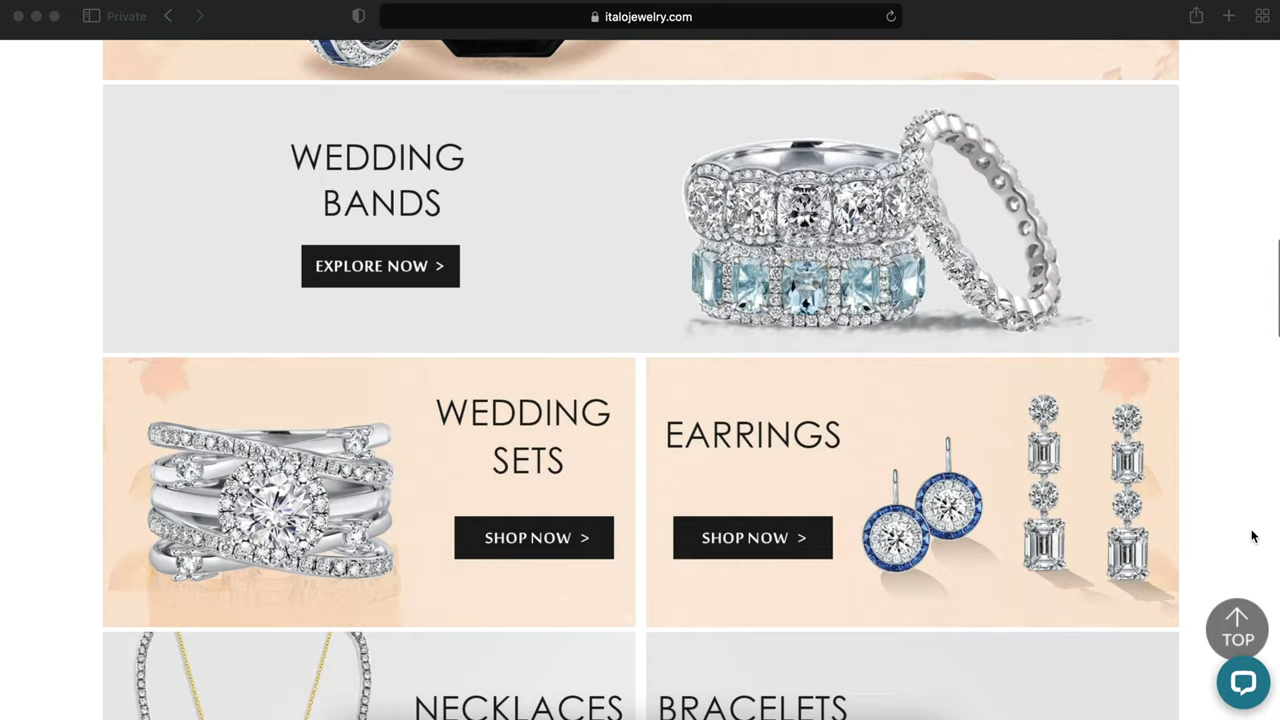 Private
italojewelry.com
WEDDING
BANDS
EXPLORE NOW >
WEDDING
SETS
SHOP NOW >
EARRINGS
SHOP NOW >
TOP
NECKLACES
BRACELETS